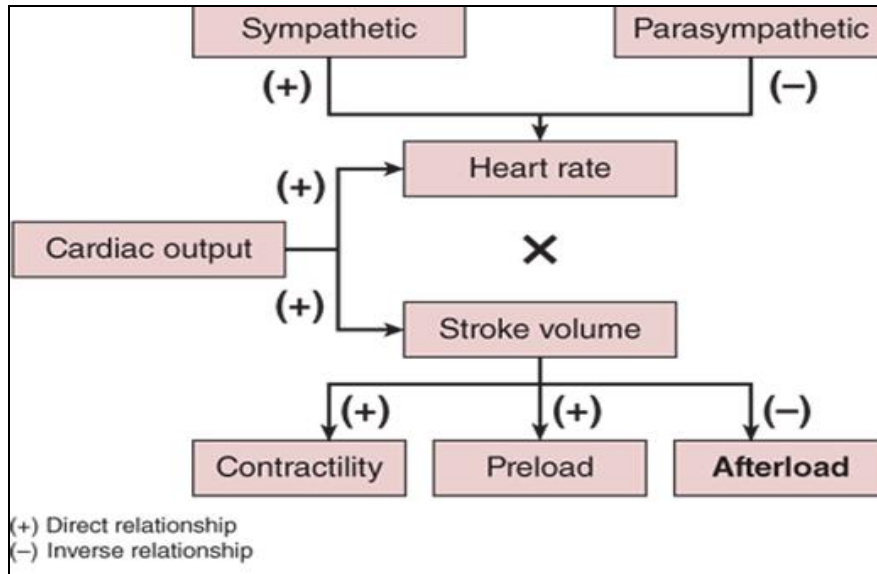 Sympathetic
Parasympathetic
(+)
(−)
Heart rate
(+)
Cardiac output
×
(+)
Stroke volume
(+)
(+)
(−)
Contractility
Preload
Afterload
(+) Direct relationship
(−) Inverse relationship